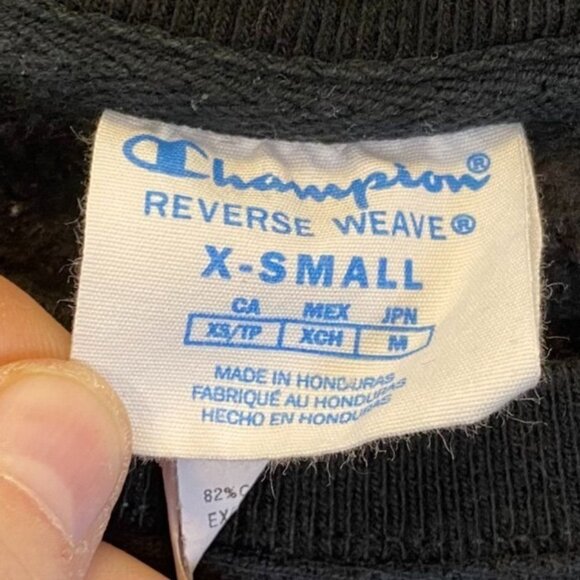 Champion®
REVERSE WEAVE®
X-SMALL
CA MEX JPN
XS/TP XCH M
MADE IN HONDURAS
FABRIQUÉ AU HONDURAS
HECHO EN HONDURAS
82%